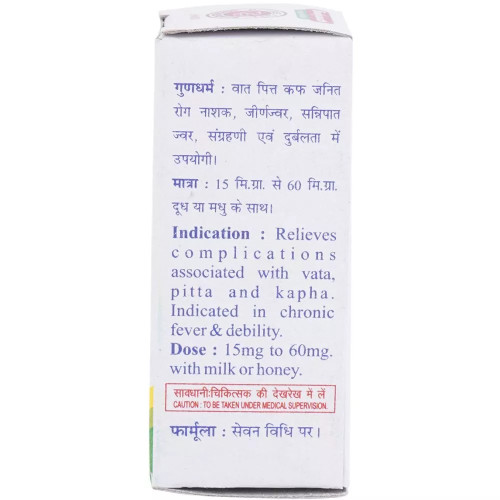 गुणधर्म : वात पित्त कफ जनित
रोग नाशक, जीर्णज्वर, सन्निपात
ज्वर, संग्रहणी एवं दुर्बलता में
उपयोगी।
मात्रा : 15 मि.ग्रा. से 60 मि.ग्रा.
दूध या मधु के साथ।
Indication : Relieves
complications
associated with vata,
pitta and kapha.
Indicated in chronic
fever & debility.
Dose : 15mg to 60mg.
with milk or honey.
सावधानी:चिकित्सक की देखरेख में लें
CAUTION : TO BE TAKEN UNDER MEDICAL SUPERVISION.
फार्मूला : सेवन विधि पर।